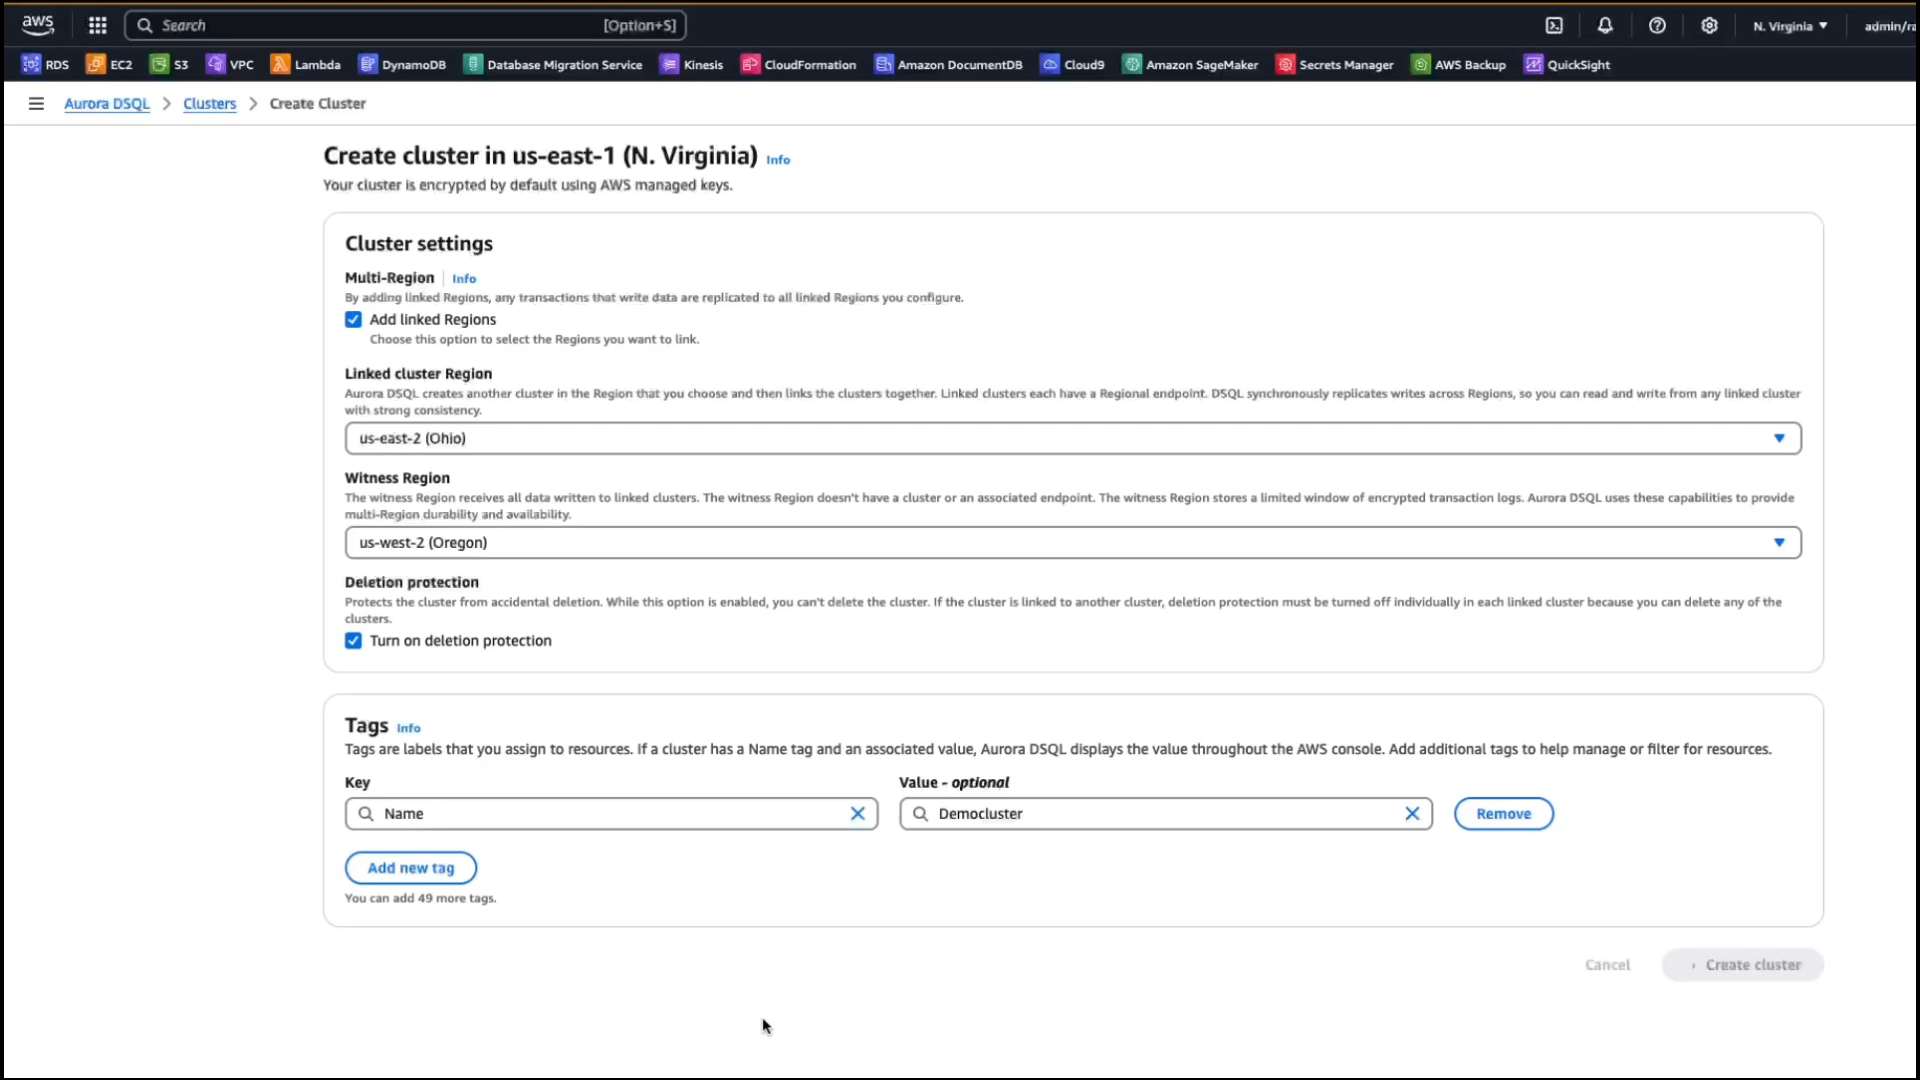 aws
Search [Option+S] N. Virginia
RDS EC2 S3 VPC Lambda DynamoDB Database Migration Service Kinesis CloudFormation Amazon DocumentDB Cloud9 Amazon SageMaker Secrets Manager AWS Backup QuickSight
Aurora DSQL > Clusters > Create Cluster
Create cluster in us-east-1 (N. Virginia) Info
Your cluster is encrypted by default using AWS managed keys.
Cluster settings
Multi-Region Info
By adding linked Regions, any transactions that write data are replicated to all linked Regions you configure.
Add linked Regions
Choose this option to select the Regions you want to link.
Linked cluster Region
Aurora DSQL creates another cluster in the Region that you choose and then links the clusters together. Linked clusters each have a Regional endpoint. DSQL synchronously replicates writes across Regions, so you can read and write from any linked cluster
with strong consistency.
us-east-2 (Ohio)
Witness Region
The witness Region receives all data written to linked clusters. The witness Region doesn't have a cluster or an associated endpoint. The witness Region stores a limited window of encrypted transaction logs. Aurora DSQL uses these capabilities to provide
multi-Region durability and availability.
us-west-2 (Oregon)
Deletion protection
Protects the cluster from accidental deletion. While this option is enabled, you can't delete the cluster. If the cluster is linked to another cluster, deletion protection must be turned off individually in each linked cluster because you can delete any of the
clusters.
Turn on deletion protection
Tags Info
Tags are labels that you assign to resources. If a cluster has a Name tag and an associated value, Aurora DSQL displays the value throughout the AWS console. Add additional tags to help manage or filter for resources.
Key Value - optional
Name Democluster Remove
Add new tag
You can add 49 more tags.
Cancel Create cluster